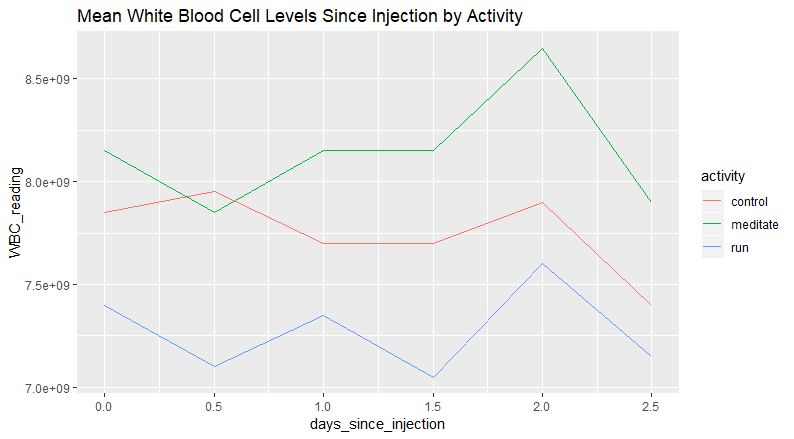 Mean White Blood Cell Levels Since Injection by Activity
WBC_reading
8.5e+09
8.0e+09
7.5e+09
7.0e+09
0.0 0.5 1.0 1.5 2.0 2.5
days_since_injection
activity
control
meditate
run